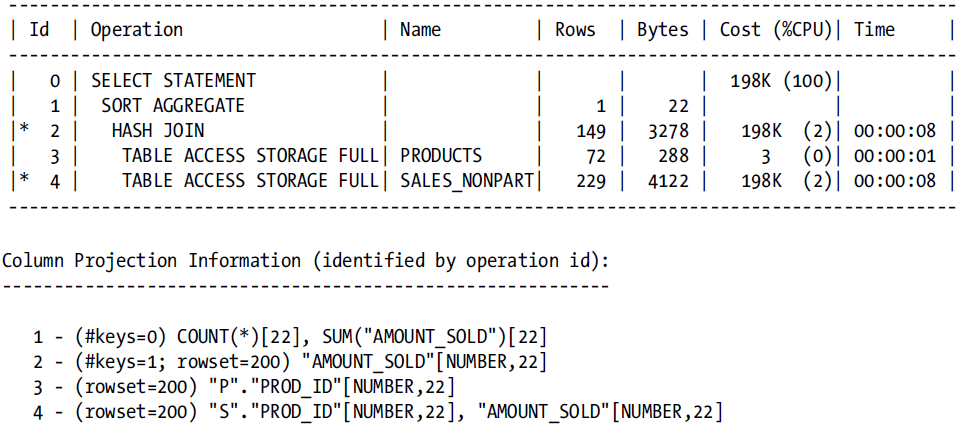 ---------------------------------------------------------------------------------------------
| Id  | Operation                  | Name          | Rows  | Bytes | Cost (%CPU)| Time     |
---------------------------------------------------------------------------------------------
|   0 | SELECT STATEMENT           |               |       |       |  198K (100)|          |
|   1 |  SORT AGGREGATE            |               |     1 |    22 |            |          |
|*  2 |   HASH JOIN                |               |   149 |  3278 |   198K  (2)| 00:00:08 |
|   3 |    TABLE ACCESS STORAGE FULL| PRODUCTS      |    72 |   288 |     3   (0)| 00:00:01 |
|*  4 |    TABLE ACCESS STORAGE FULL| SALES_NONPART|   229 |  4122 |   198K  (2)| 00:00:08 |
---------------------------------------------------------------------------------------------
Column Projection Information (identified by operation id):
-----------------------------------------------------------
1 - (#keys=0) COUNT(*)[22], SUM("AMOUNT_SOLD")[22]
2 - (#keys=1; rowset=200) "AMOUNT_SOLD"[NUMBER,22]
3 - (rowset=200) "P"."PROD_ID"[NUMBER,22]
4 - (rowset=200) "S"."PROD_ID"[NUMBER,22], "AMOUNT_SOLD"[NUMBER,22]